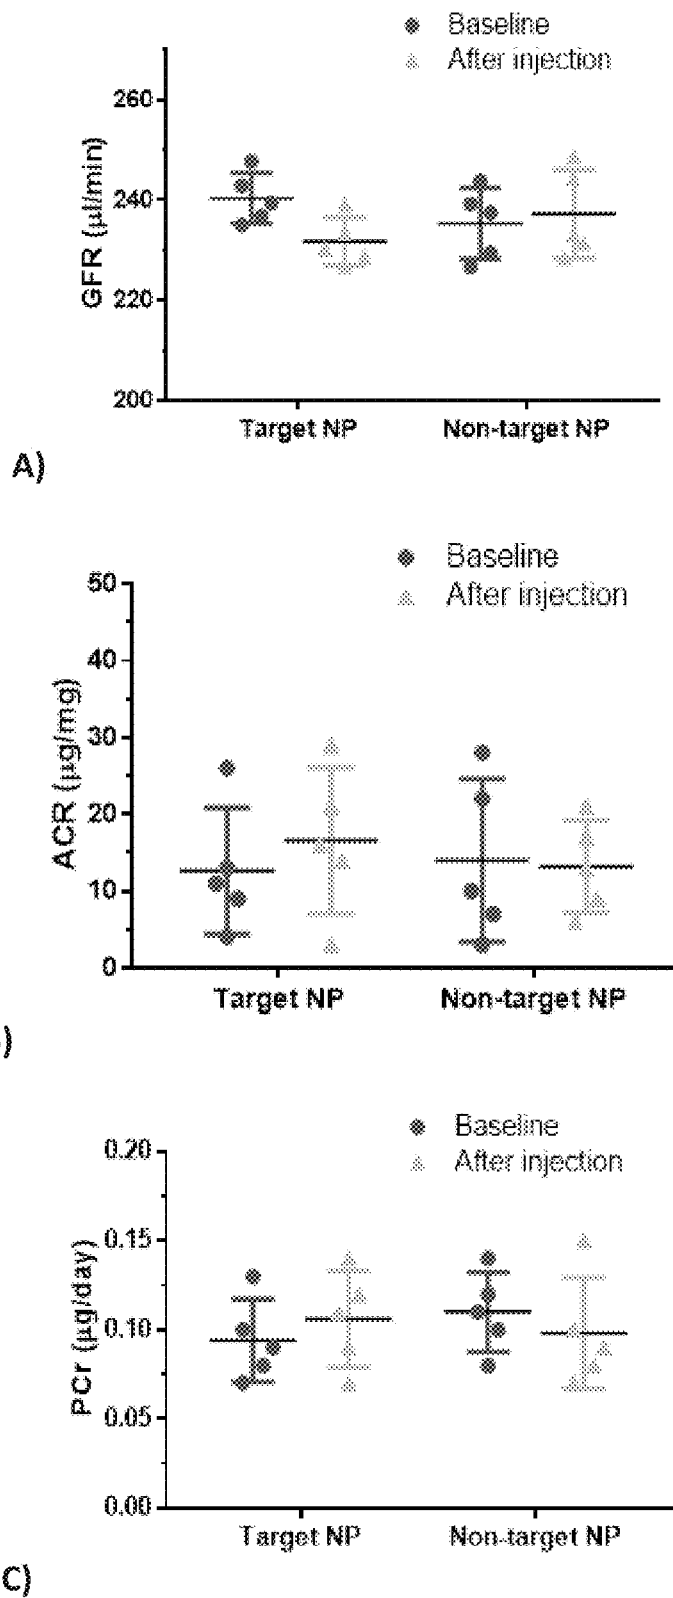 Baseline
After injection
260
240
220
200
GFR (µl/min)
Target NP
Non-target NP
A)
Baseline
After injection
50
40
30
20
10
0
ACR (µg/mg)
Target NP
Non-target NP
)
Baseline
After injection
0.20
0.15
0.10
0.05
0.00
PCr (µg/day)
Target NP
Non-target NP
C)